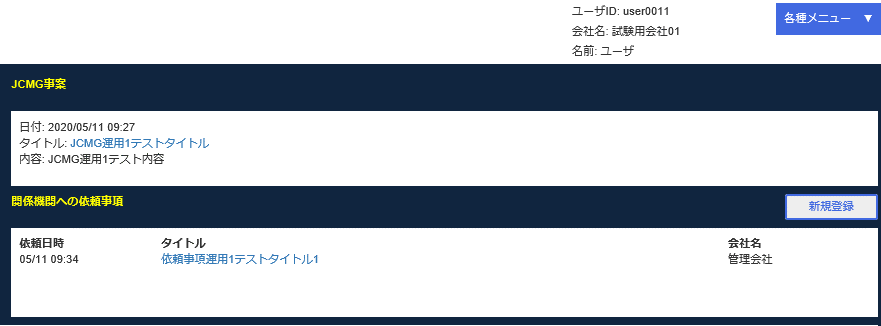 ユーザID: user0011
会社名: 試験用会社01
名前: ユーザ
各種メニュー ▼
JCMG事案
日付: 2020/05/11 09:27
タイトル: JCMG運用1テストタイトル
内容: JCMG運用1テスト内容
関係機関への依頼事項
新規登録
依頼日時 タイトル 会社名
05/11 09:34 依頼事項運用1テストタイトル1 管理会社